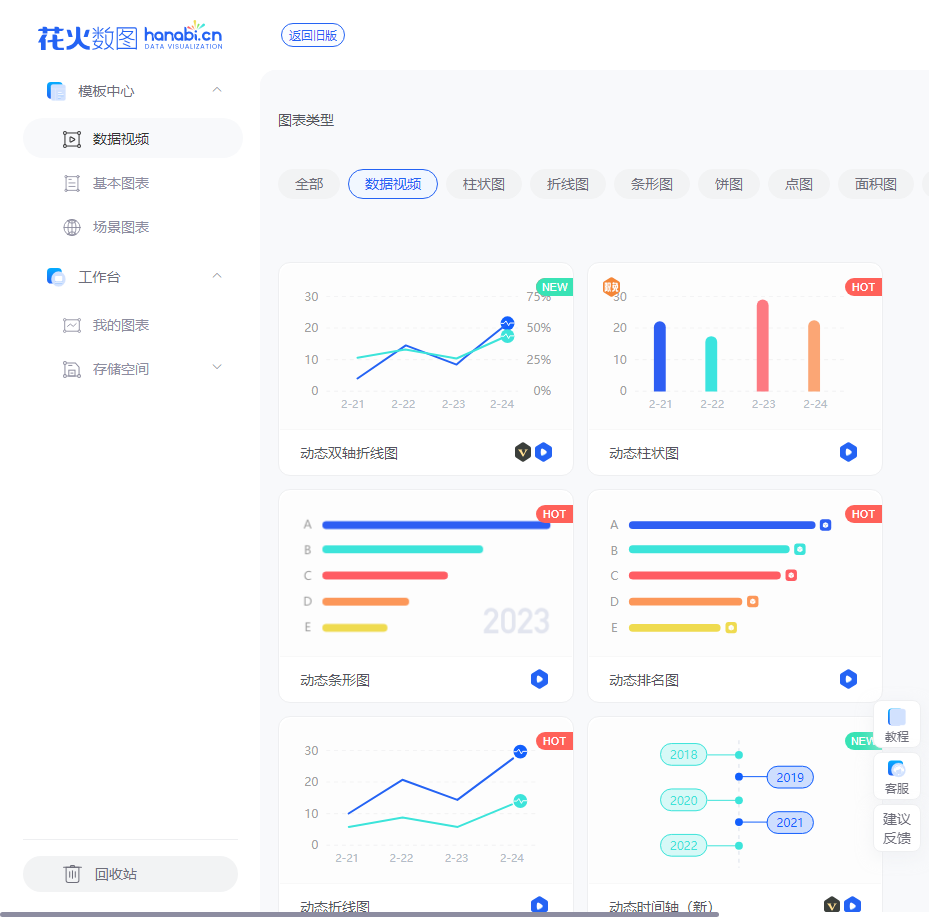 花火数图 hanabi.cn
DATA VISUALIZATION
返回旧版
模板中心
数据视频
基本图表
场景图表
工作台
我的图表
存储空间
回收站
图表类型
全部 数据视频 柱状图 折线图 条形图 饼图 点图 面积图
NEW
30 75%
20 50%
10 25%
0 0%
2-21 2-22 2-23 2-24
动态双轴折线图 V
限免 HOT
30
20
10
0
2-21 2-22 2-23 2-24
动态柱状图
HOT
A
B
C
D
E
2023
动态条形图
HOT
A
B
C
D
E
动态排名图
HOT
30
20
10
0
2-21 2-22 2-23 2-24
动态折线图
NEW
2018
2019
2020
2021
2022
动态时间轴（新） V
教程
客服
建议
反馈